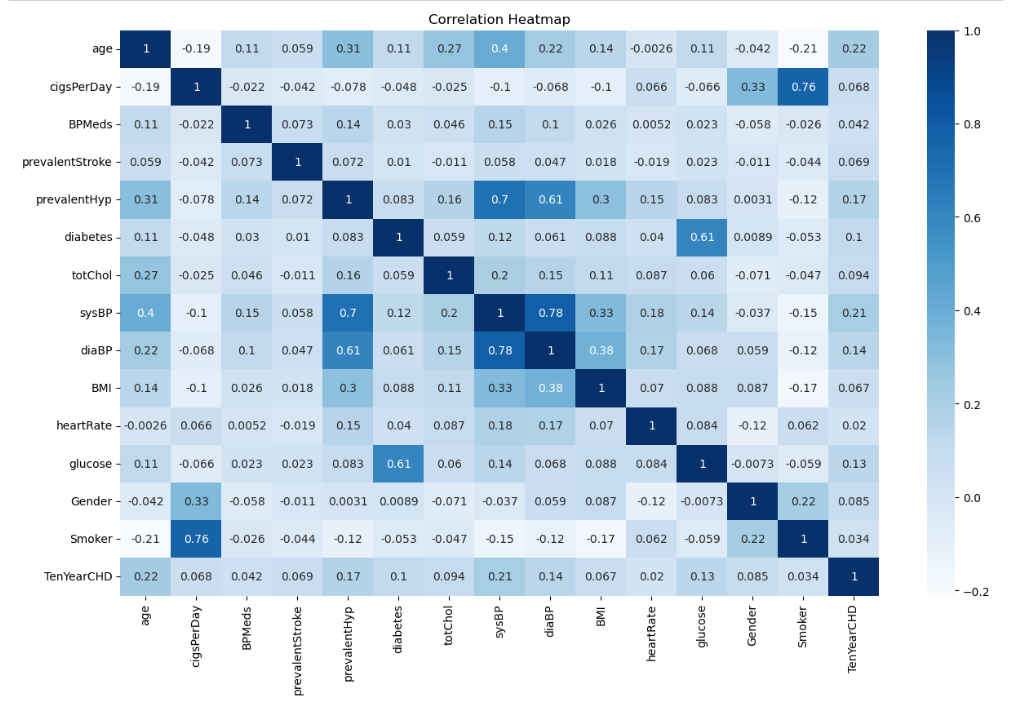 Correlation Heatmap
age 1 -0.19 0.11 0.059 0.31 0.11 0.27 0.4 0.22 0.14 -0.0026 0.11 -0.042 -0.21 0.22
cigsPerDay -0.19 1 -0.022 -0.042 -0.078 -0.048 -0.025 -0.1 -0.068 -0.1 0.066 -0.066 0.33 0.76 0.068
BPMeds 0.11 -0.022 1 0.073 0.14 0.03 0.046 0.15 0.1 0.026 0.0052 0.023 -0.058 -0.026 0.042
prevalentStroke 0.059 -0.042 0.073 1 0.072 0.01 -0.011 0.058 0.047 0.018 -0.019 0.023 -0.011 -0.044 0.069
prevalentHyp 0.31 -0.078 0.14 0.072 1 0.083 0.16 0.7 0.61 0.3 0.15 0.083 0.0031 -0.12 0.17
diabetes 0.11 -0.048 0.03 0.01 0.083 1 0.059 0.12 0.061 0.088 0.04 0.61 0.0089 -0.053 0.1
totChol 0.27 -0.025 0.046 -0.011 0.16 0.059 1 0.2 0.15 0.11 0.087 0.06 -0.071 -0.047 0.094
sysBP 0.4 -0.1 0.15 0.058 0.7 0.12 0.2 1 0.78 0.33 0.18 0.14 -0.037 -0.15 0.21
diaBP 0.22 -0.068 0.1 0.047 0.61 0.061 0.15 0.78 1 0.38 0.17 0.068 0.059 -0.12 0.14
BMI 0.14 -0.1 0.026 0.018 0.3 0.088 0.11 0.33 0.38 1 0.07 0.088 0.087 -0.17 0.067
heartRate -0.0026 0.066 0.0052 -0.019 0.15 0.04 0.087 0.18 0.17 0.07 1 0.084 -0.12 0.062 0.02
glucose 0.11 -0.066 0.023 0.023 0.083 0.61 0.06 0.14 0.068 0.088 0.084 1 -0.0073 -0.059 0.13
Gender -0.042 0.33 -0.058 -0.011 0.0031 0.0089 -0.071 -0.037 0.059 0.087 -0.12 -0.0073 1 0.22 0.085
Smoker -0.21 0.76 -0.026 -0.044 -0.12 -0.053 -0.047 -0.15 -0.12 -0.17 0.062 -0.059 0.22 1 0.034
TenYearCHD 0.22 0.068 0.042 0.069 0.17 0.1 0.094 0.21 0.14 0.067 0.02 0.13 0.085 0.034 1
age cigsPerDay BPMeds prevalentStroke prevalentHyp diabetes totChol sysBP diaBP BMI heartRate glucose Gender Smoker TenYearCHD
1.0
0.8
0.6
0.4
0.2
0.0
−0.2